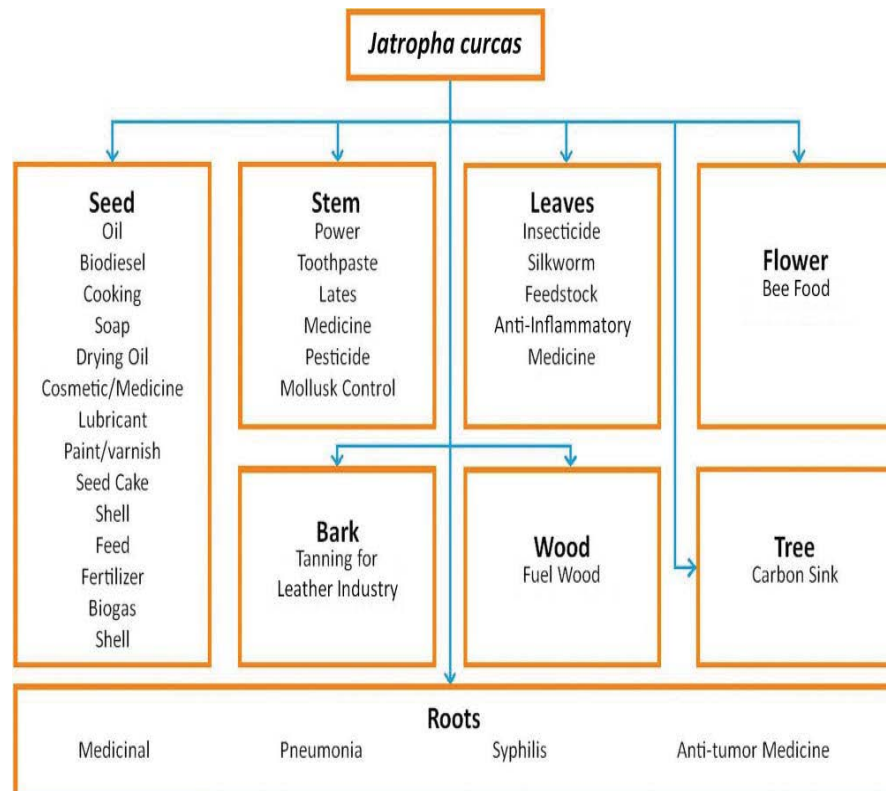 Jatropha curcas
Seed
Oil
Biodiesel
Cooking
Soap
Drying Oil
Cosmetic/Medicine
Lubricant
Paint/varnish
Seed Cake
Shell
Feed
Fertilizer
Biogas
Shell
Stem
Power
Toothpaste
Lates
Medicine
Pesticide
Mollusk Control
Leaves
Insecticide
Silkworm
Feedstock
Anti-Inflammatory
Medicine
Flower
Bee Food
Bark
Tanning for
Leather Industry
Wood
Fuel Wood
Tree
Carbon Sink
Roots
Medicinal Pneumonia Syphilis Anti-tumor Medicine